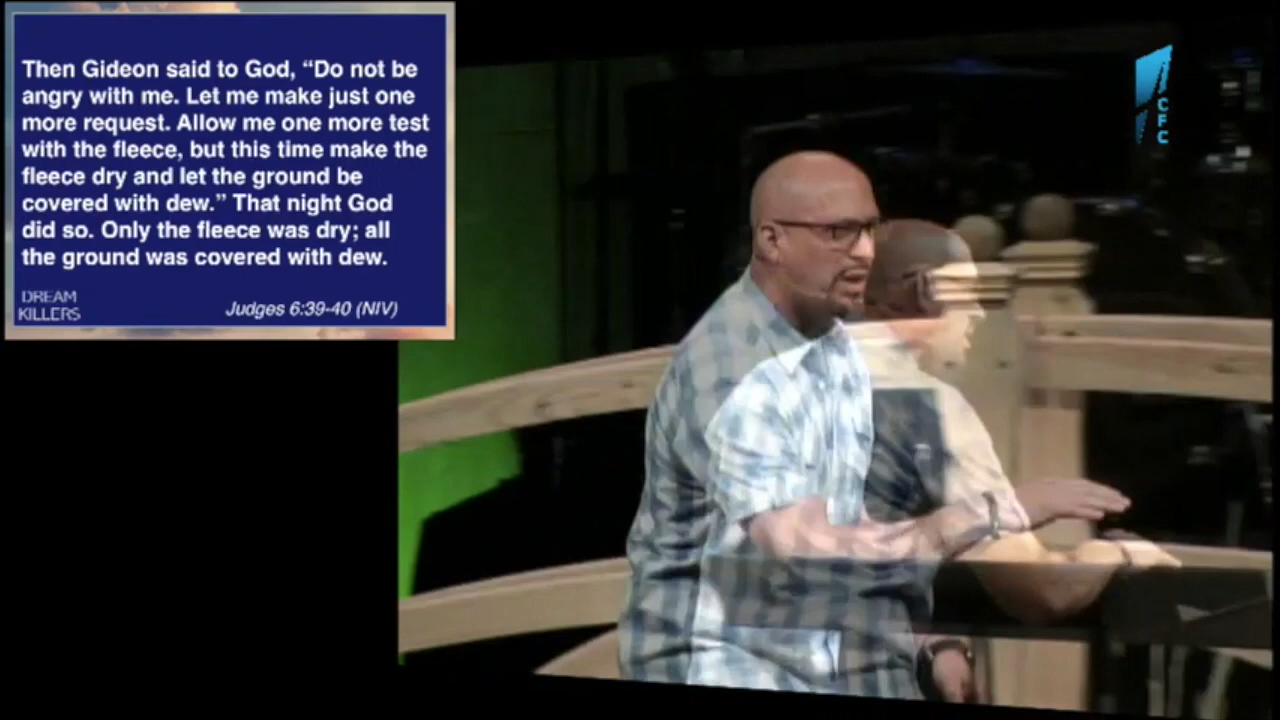 Then Gideon said to God, “Do not be
angry with me. Let me make just one
more request. Allow me one more test
with the fleece, but this time make the
fleece dry and let the ground be
covered with dew.” That night God
did so. Only the fleece was dry; all
the ground was covered with dew.
DREAM
KILLERS
Judges 6:39-40 (NIV)
CFC